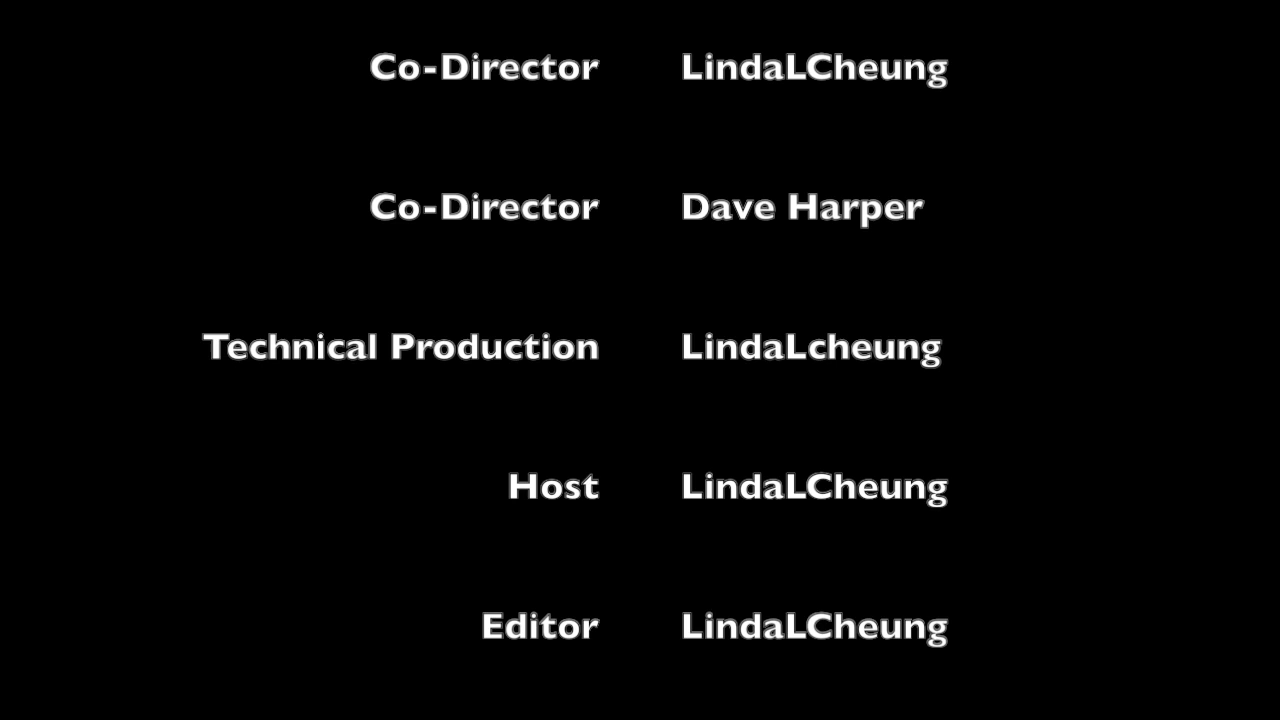 Co-Director LindaLCheung
Co-Director Dave Harper
Technical Production LindaLcheung
Host LindaLCheung
Editor LindaLCheung